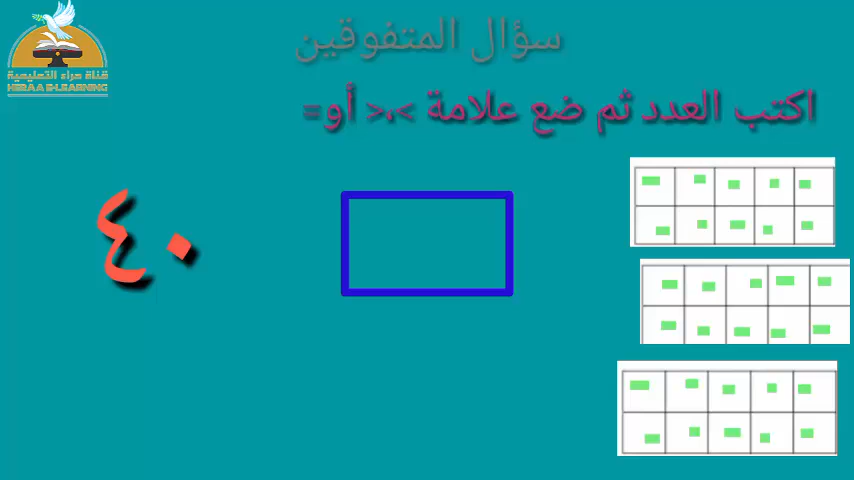 سؤال المتفوقين
اكتب العدد ثم ضع علامة >،< أو=
٤٠
قناة حراء التعليمية
HERAA E-LEARNING